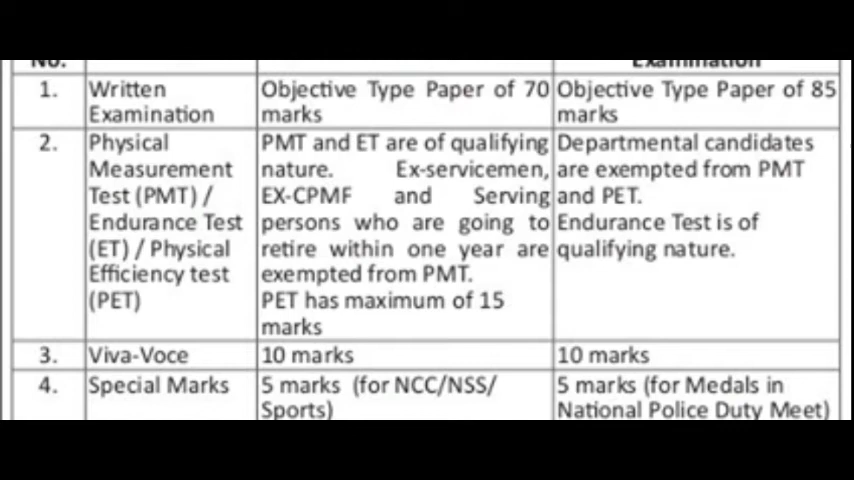 No.
Examination
1. Written Objective Type Paper of 70 Objective Type Paper of 85
Examination marks marks
2. Physical PMT and ET are of qualifying Departmental candidates
Measurement nature. Ex-servicemen, are exempted from PMT
Test (PMT) / EX-CPMF and Serving and PET.
Endurance Test persons who are going to Endurance Test is of
(ET) / Physical retire within one year are qualifying nature.
Efficiency test exempted from PMT.
(PET) PET has maximum of 15
marks
3. Viva-Voce 10 marks 10 marks
4. Special Marks 5 marks (for NCC/NSS/ 5 marks (for Medals in
Sports) National Police Duty Meet)